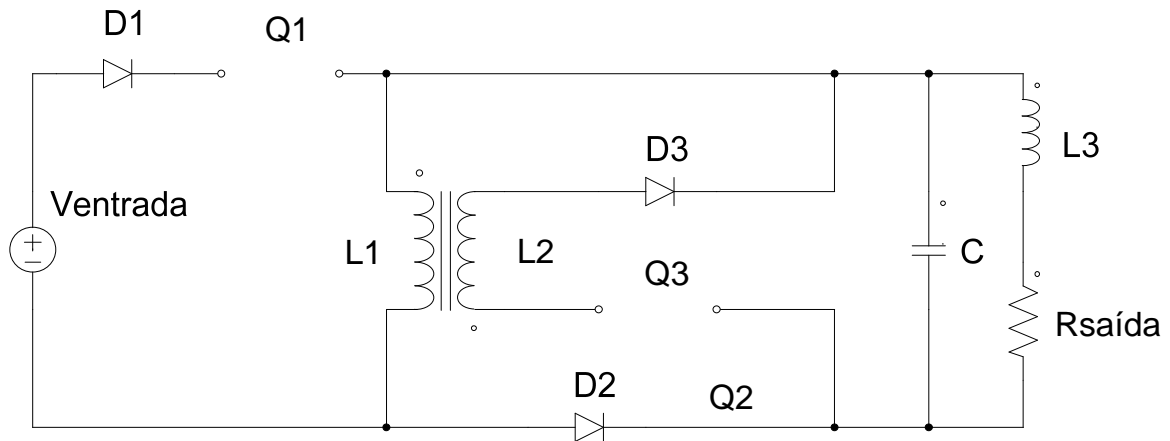 D1
Q1
D3
L3
Ventrada
L1
L2
Q3
C
Rsaída
D2
Q2